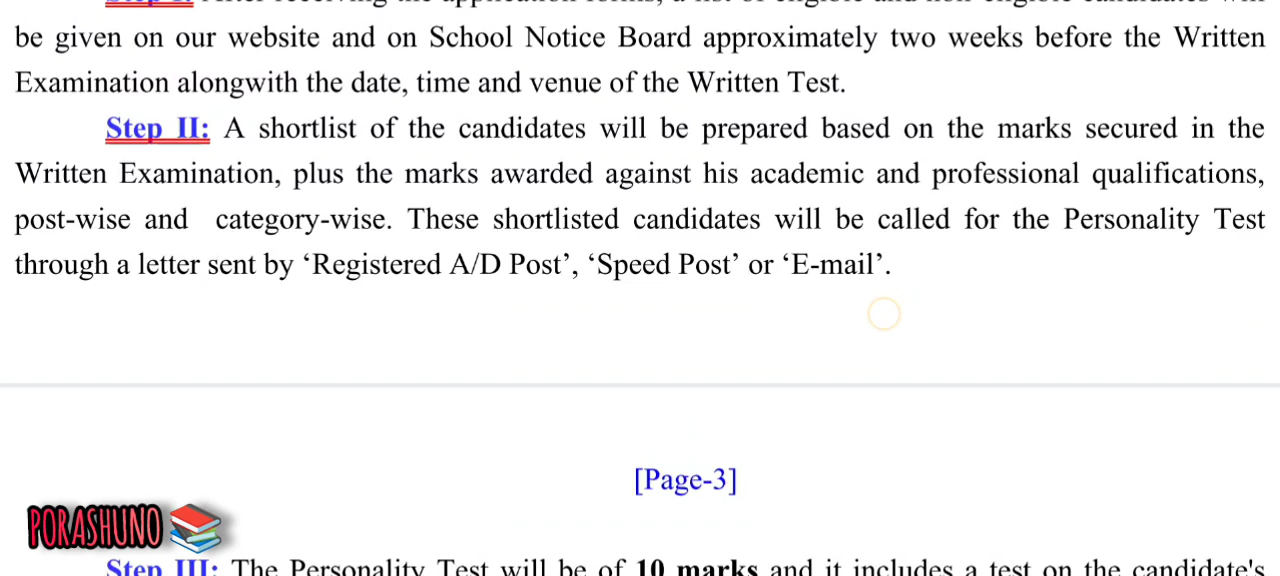 be given on our website and on School Notice Board approximately two weeks before the Written
Examination alongwith the date, time and venue of the Written Test.
Step II: A shortlist of the candidates will be prepared based on the marks secured in the
Written Examination, plus the marks awarded against his academic and professional qualifications,
post-wise and category-wise. These shortlisted candidates will be called for the Personality Test
through a letter sent by ‘Registered A/D Post’, ‘Speed Post’ or ‘E-mail’.
[Page-3]
PORASHUNO
Step III: The Personality Test will be of 10 marks and it includes a test on the candidate's